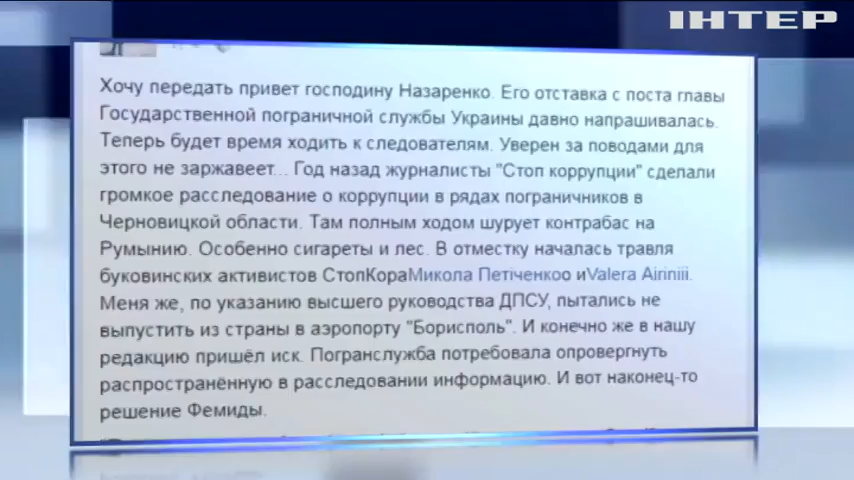 ІНТЕР
Хочу передать привет господину Назаренко. Его отставка с поста главы
Государственной пограничной службы Украины давно напрашивалась.
Теперь будет время ходить к следователям. Уверен за поводами для
этого не заржавеет... Год назад журналисты "Стоп коррупции" сделали
громкое расследование о коррупции в рядах пограничников в
Черновицкой области. Там полным ходом шурует контрабас на
Румынию. Особенно сигареты и лес. В отместку началась травля
буковинских активистов СтопКораМикола Петіченкоо иValera Airiniii.
Меня же, по указанию высшего руководства ДПСУ, пытались не
выпустить из страны в аэропорту "Борисполь". И конечно же в нашу
редакцию пришёл иск. Погранслужба потребовала опровергнуть
распространённую в расследовании информацию. И вот наконец-то
решение Фемиды.